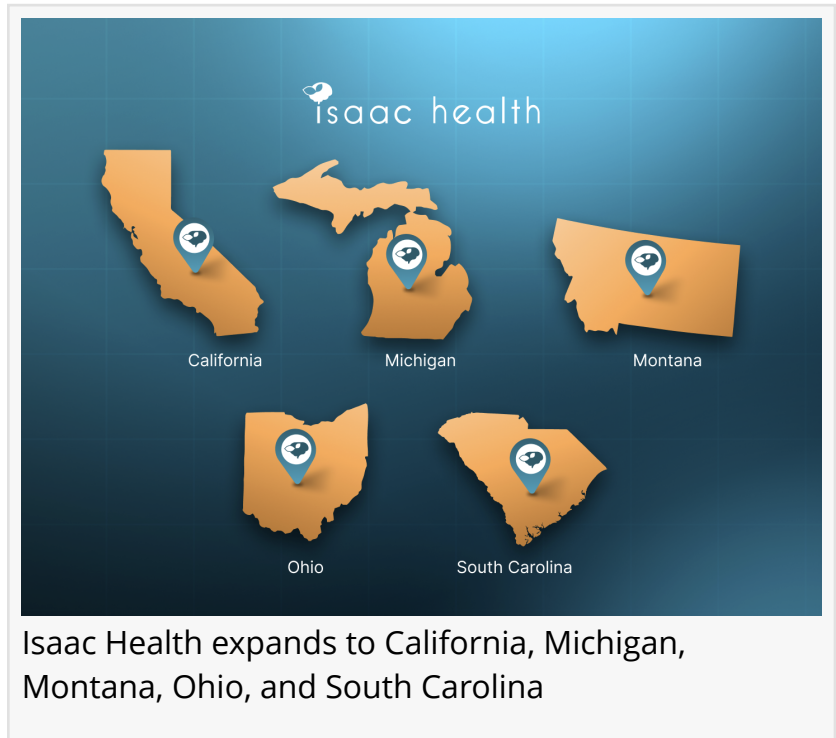 isaac health
California
Michigan
Montana
Ohio
South Carolina
Isaac Health expands to California, Michigan,
Montana, Ohio, and South Carolina